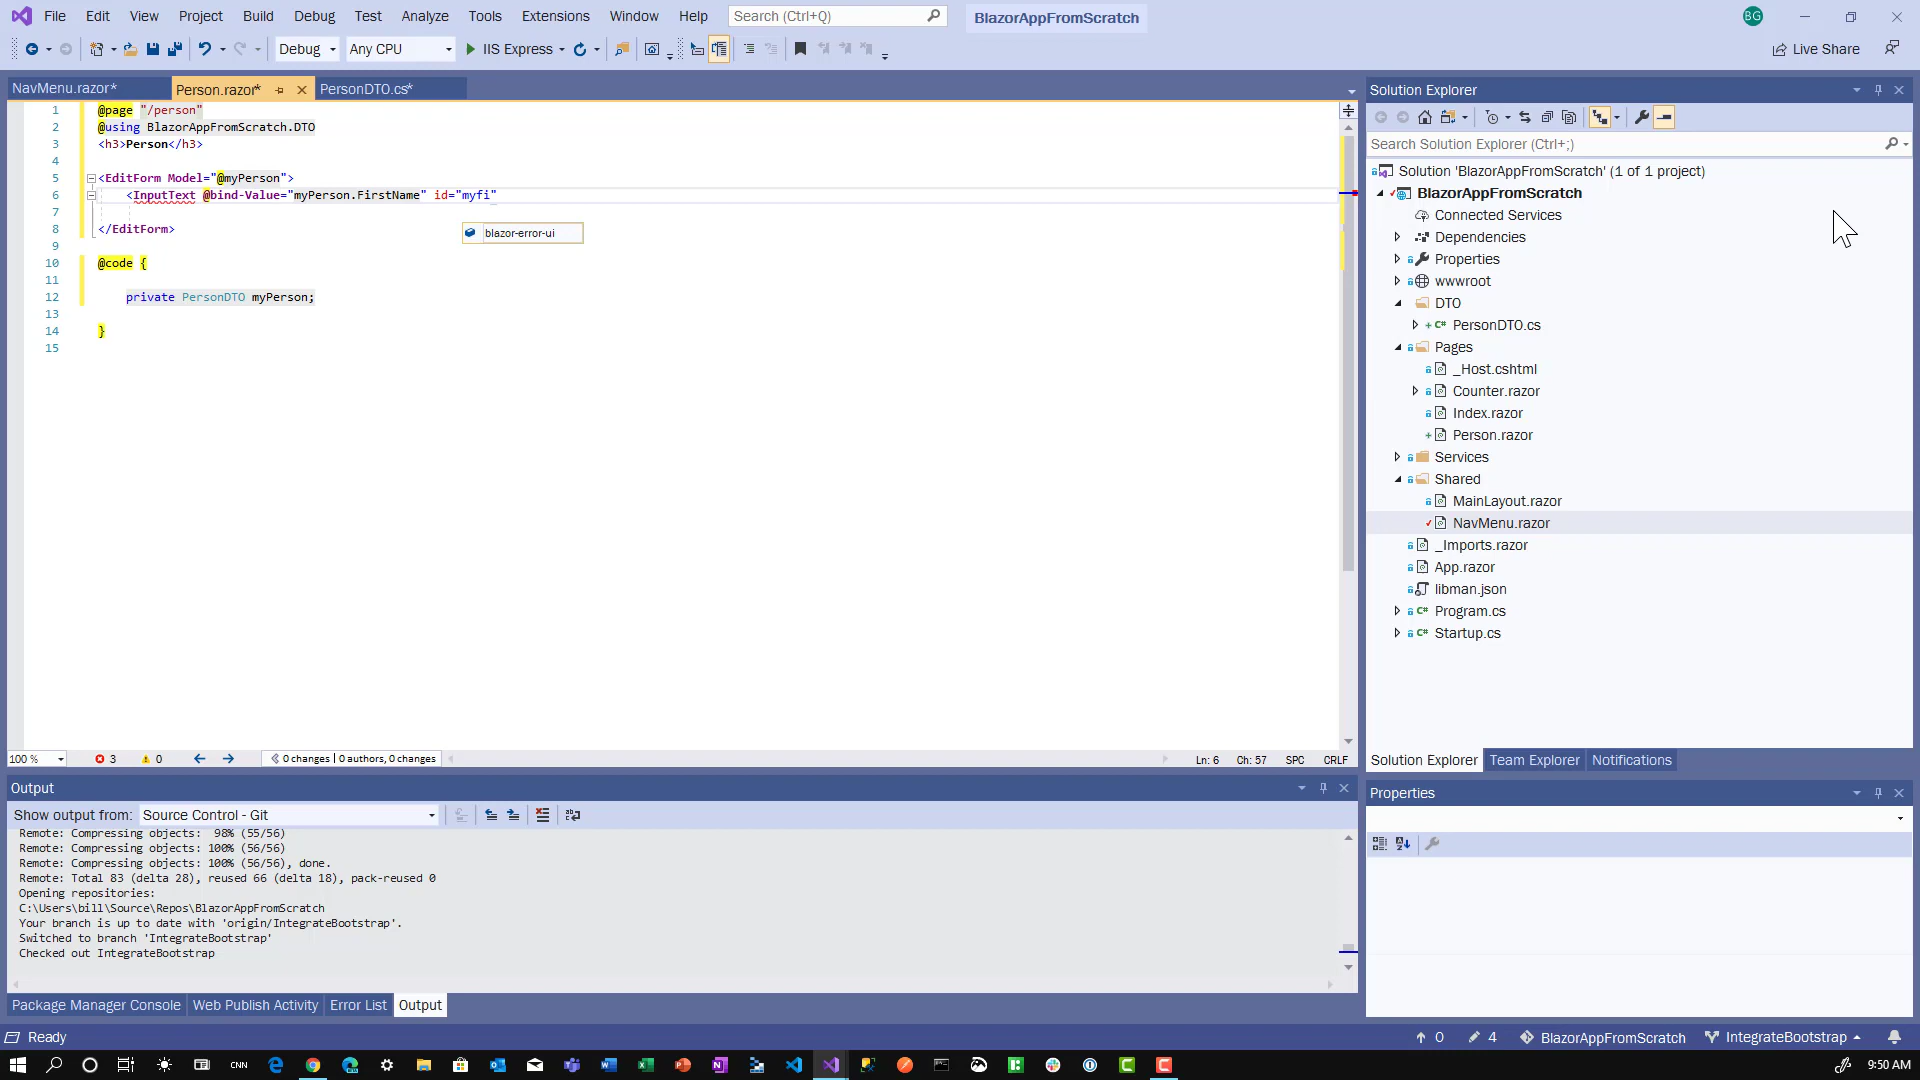 File Edit View Project Build Debug Test Analyze Tools Extensions Window Help Search (Ctrl+Q) BlazorAppFromScratch BG
Debug Any CPU IIS Express Live Share
NavMenu.razor* Person.razor* PersonDTO.cs*
1 @page "/person"
2 @using BlazorAppFromScratch.DTO
3 <h3>Person</h3>
4
5 <EditForm Model="@myPerson">
6 <InputText @bind-Value="myPerson.FirstName" id="myfi"
7
blazor-error-ui
8 </EditForm>
9
10 @code {
11
12 private PersonDTO myPerson;
13
14 }
15
100 % 3 0 0 changes | 0 authors, 0 changes Ln: 6 Ch: 57 SPC CRLF
Output
Show output from: Source Control - Git
Remote: Compressing objects:  98% (55/56)
Remote: Compressing objects: 100% (56/56)
Remote: Compressing objects: 100% (56/56), done.
Remote: Total 83 (delta 28), reused 66 (delta 18), pack-reused 0
Opening repositories:
C:\Users\bill\Source\Repos\BlazorAppFromScratch
Your branch is up to date with 'origin/IntegrateBootstrap'.
Switched to branch 'IntegrateBootstrap'
Checked out IntegrateBootstrap
Package Manager Console Web Publish Activity Error List Output
Solution Explorer
Search Solution Explorer (Ctrl+;)
Solution 'BlazorAppFromScratch' (1 of 1 project)
BlazorAppFromScratch
Connected Services
Dependencies
Properties
wwwroot
DTO
C# PersonDTO.cs
Pages
_Host.cshtml
Counter.razor
Index.razor
Person.razor
Services
Shared
MainLayout.razor
NavMenu.razor
_Imports.razor
App.razor
libman.json
C# Program.cs
C# Startup.cs
Solution Explorer Team Explorer Notifications
Properties
Ready 0 4 BlazorAppFromScratch IntegrateBootstrap
CNN 9:50 AM